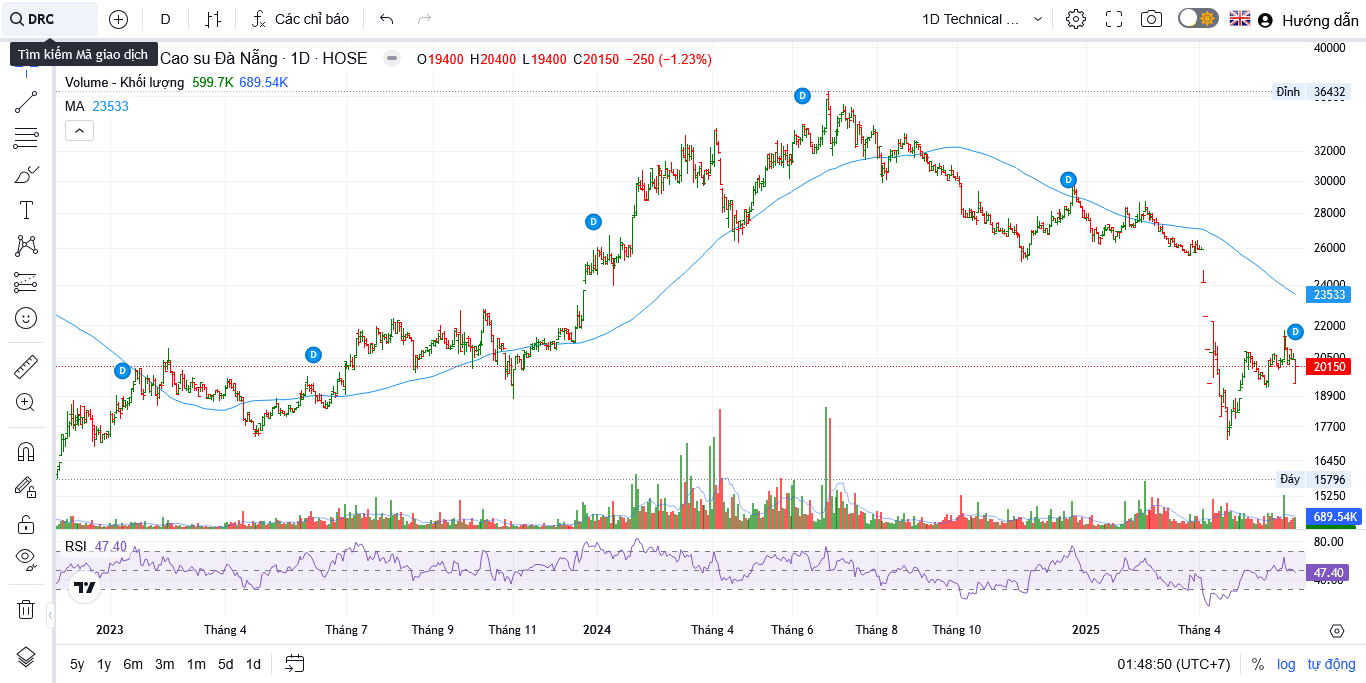 DRC
D
Các chỉ báo
1D Technical ...
Hướng dẫn
Tìm kiếm Mã giao dịch
Cao su Đà Nẵng · 1D · HOSE
O19400 H20400 L19400 C20150 −250 (−1.23%)
Volume - Khối lượng 599.7K 689.54K
MA 23533
40000
Đỉnh 36432
32000
30000
28000
26000
24000
23533
22000
20500
20150
18900
17700
16450
Đáy 15796
15250
689.54K
D
D
D
D
D
D
RSI 47.40
80.00
47.40
40.00
2023
Tháng 4
Tháng 7
Tháng 9
Tháng 11
2024
Tháng 4
Tháng 6
Tháng 8
Tháng 10
2025
Tháng 4
5y 1y 6m 3m 1m 5d 1d
01:48:50 (UTC+7)
% log tự động